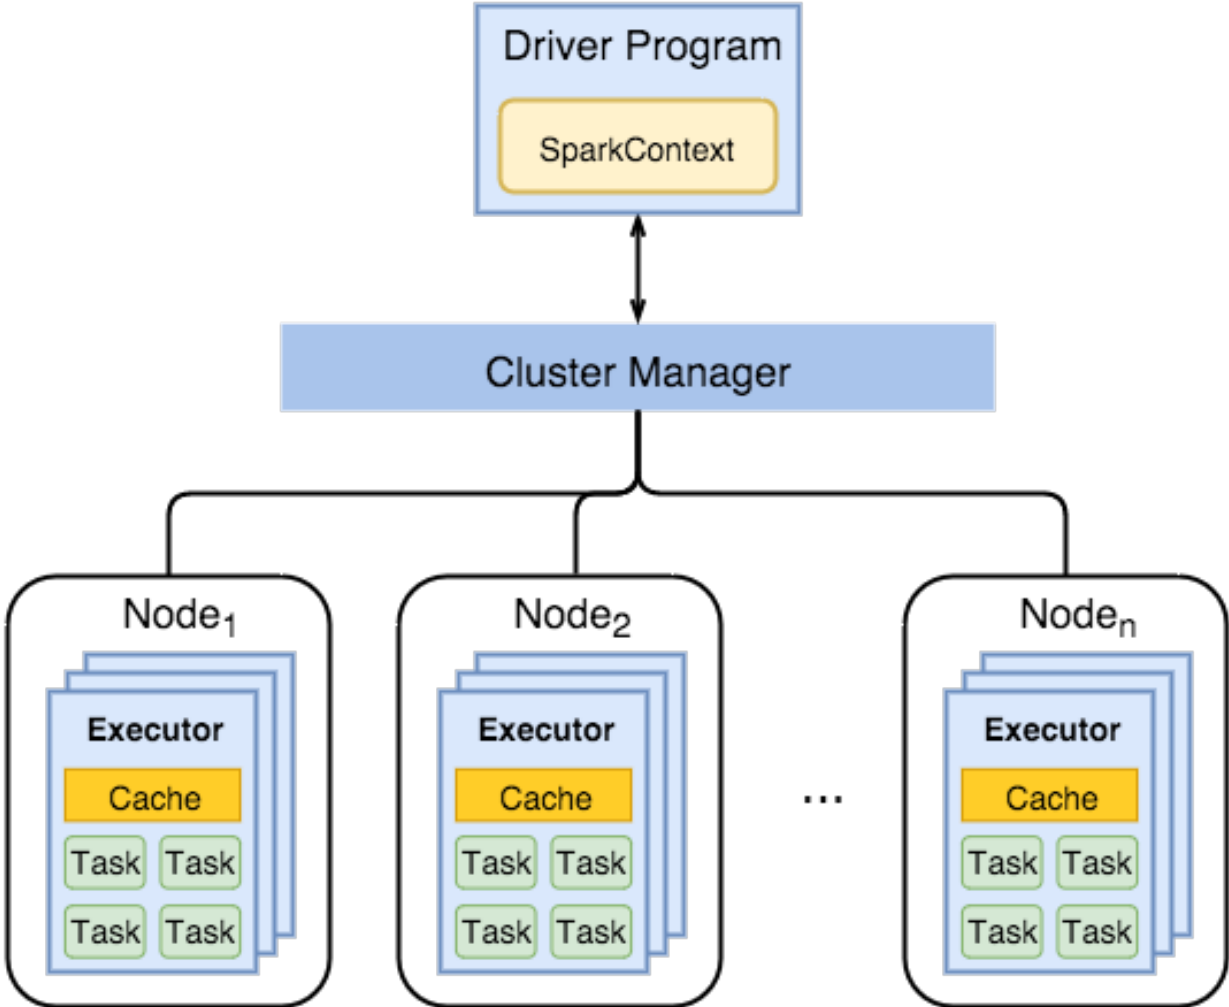 Driver Program
SparkContext
Cluster Manager
Node1
Executor
Cache
Task Task
Task Task
Node2
Executor
Cache
Task Task
Task Task
...
Noden
Executor
Cache
Task Task
Task Task